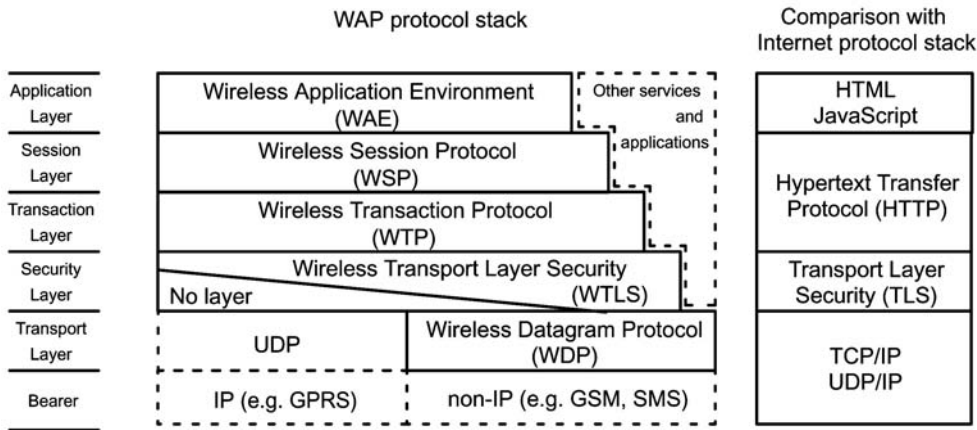 WAP protocol stack
Comparison with
Internet protocol stack
Application
Layer
Wireless Application Environment
(WAE)
Other services
and
applications
HTML
JavaScript
Session
Layer
Wireless Session Protocol
(WSP)
Hypertext Transfer
Protocol (HTTP)
Transaction
Layer
Wireless Transaction Protocol
(WTP)
Security
Layer
Wireless Transport Layer Security
(WTLS)
No layer
Transport Layer
Security (TLS)
Transport
Layer
UDP
Wireless Datagram Protocol
(WDP)
TCP/IP
UDP/IP
Bearer
IP (e.g. GPRS)
non-IP (e.g. GSM, SMS)